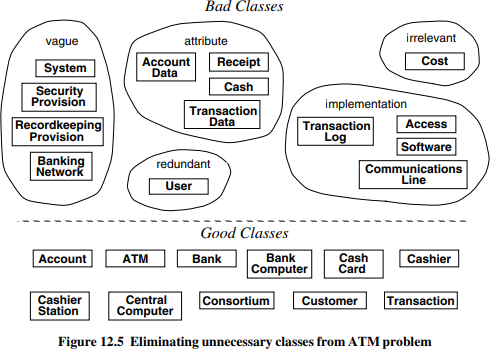 Bad Classes
vague
System
Security
Provision
Recordkeeping
Provision
Banking
Network
attribute
Account
Data
Receipt
Cash
Transaction
Data
redundant
User
irrelevant
Cost
implementation
Transaction
Log
Access
Software
Communications
Line
Good Classes
Account
ATM
Bank
Bank
Computer
Cash
Card
Cashier
Cashier
Station
Central
Computer
Consortium
Customer
Transaction
Figure 12.5 Eliminating unnecessary classes from ATM problem